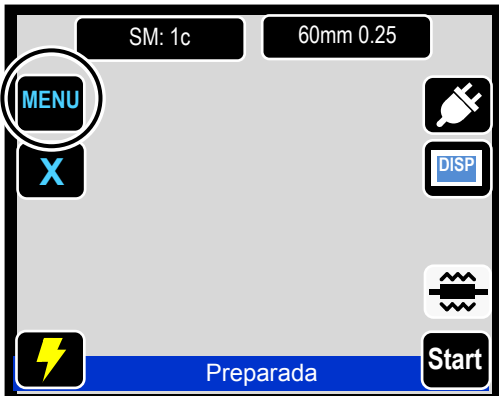 SM: 1c
60mm 0.25
MENU
X
DISP
Start
Preparada